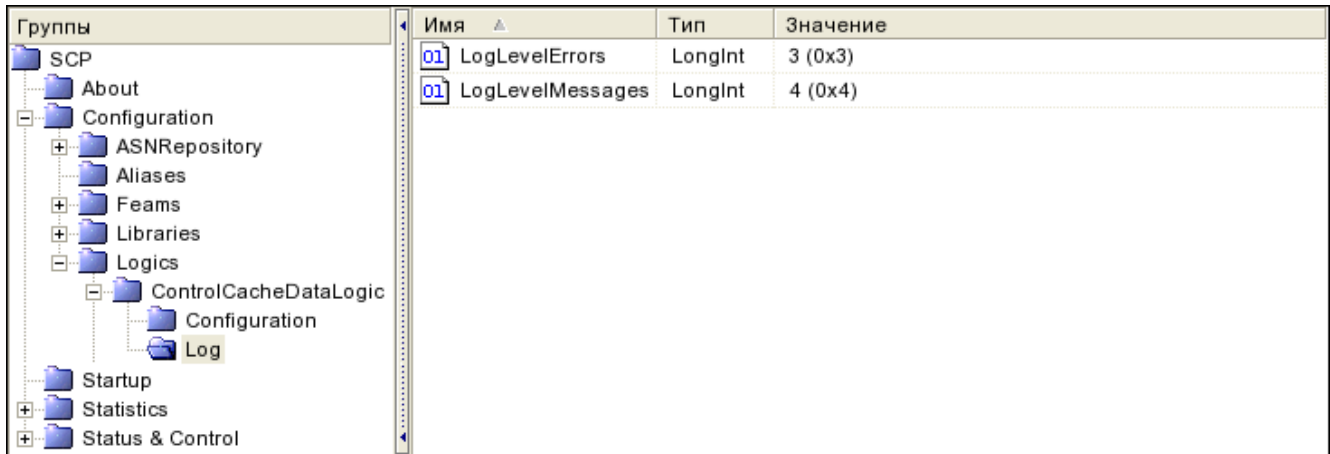 Группы
SCP
About
Configuration
ASNRepository
Aliases
Feams
Libraries
Logics
ControlCacheDataLogic
Configuration
Log
Startup
Statistics
Status & Control
Имя Тип Значение
01 LogLevelErrors LongInt 3 (0x3)
01 LogLevelMessages LongInt 4 (0x4)